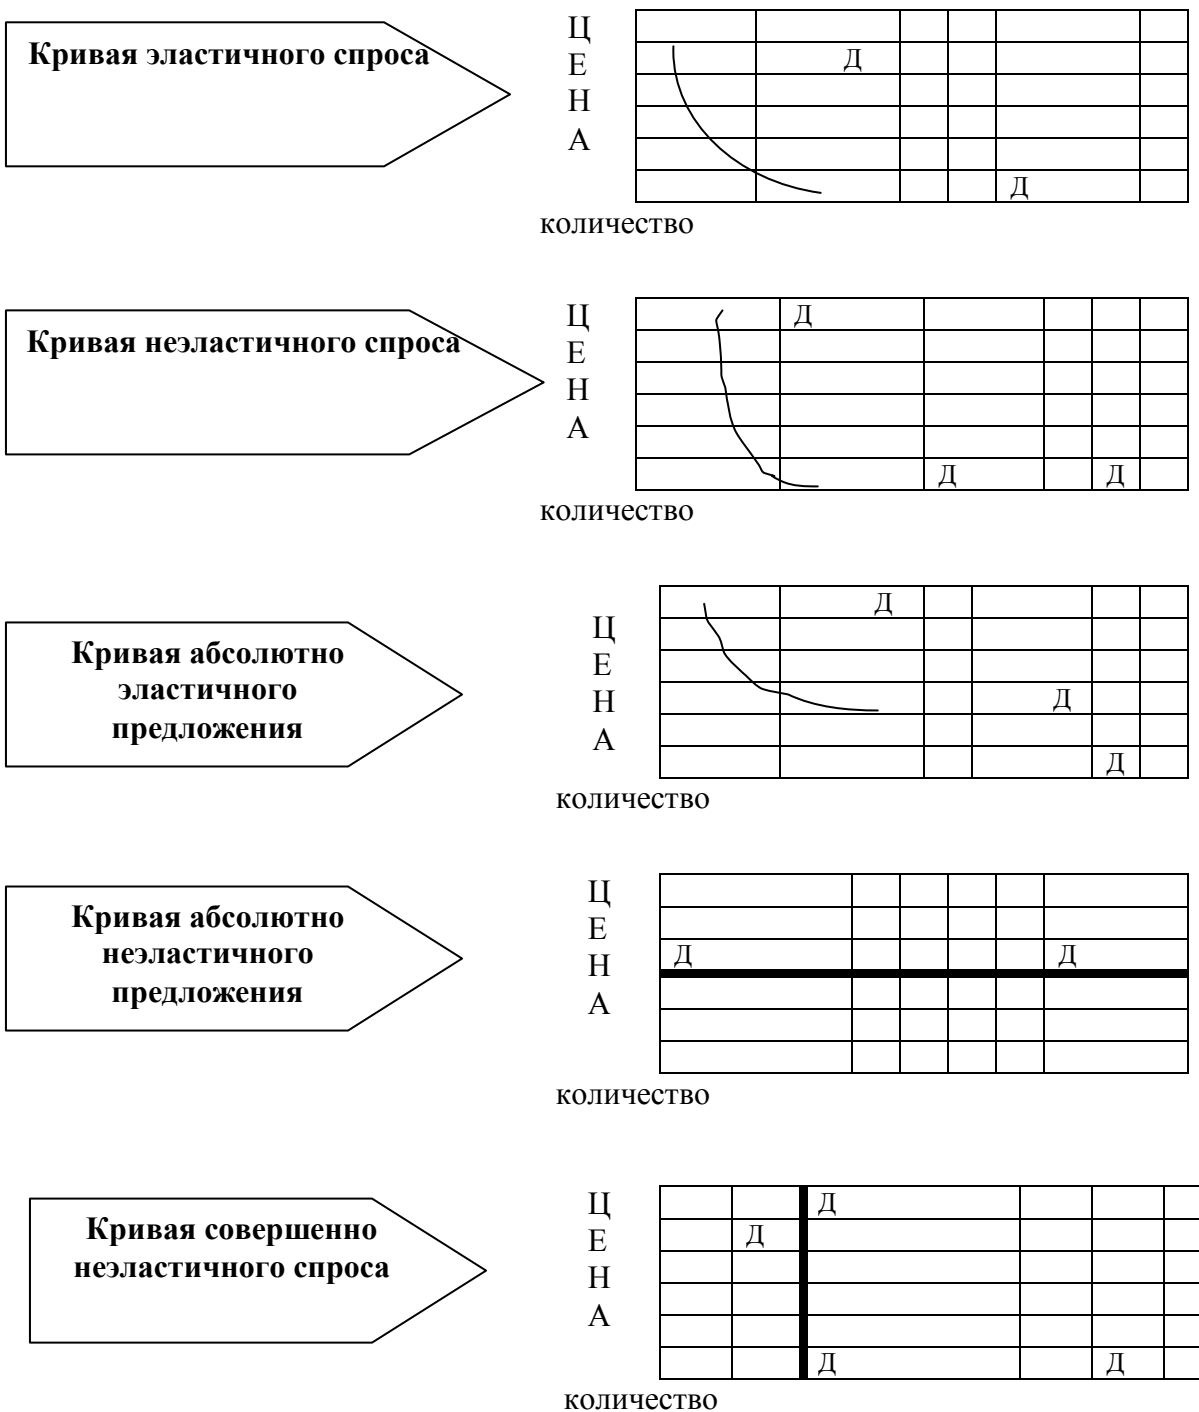 Кривая эластичного спроса
Ц
Е
Н
А
Д
Д
количество
Кривая неэластичного спроса
Ц
Е
Н
А
Д
Д Д
количество
Кривая абсолютно
эластичного
предложения
Ц
Е
Н
А
Д
Д
Д
количество
Кривая абсолютно
неэластичного
предложения
Ц
Е
Н
А
Д Д
количество
Кривая совершенно
неэластичного спроса
Ц
Е
Н
А
Д
Д
Д Д
количество